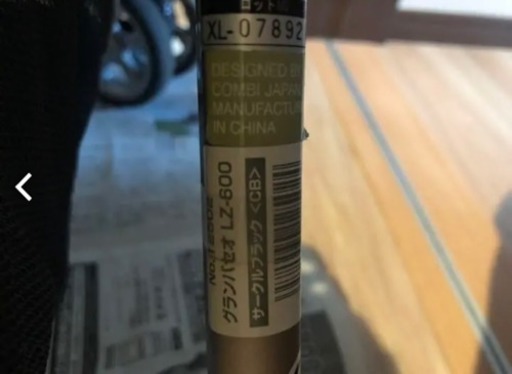 ロット
XL-07892
DESIGNED BY
COMBI JAPAN
MANUFACTU
IN CHINA
グランパセオ LZ-600
サークルブラック <CB>